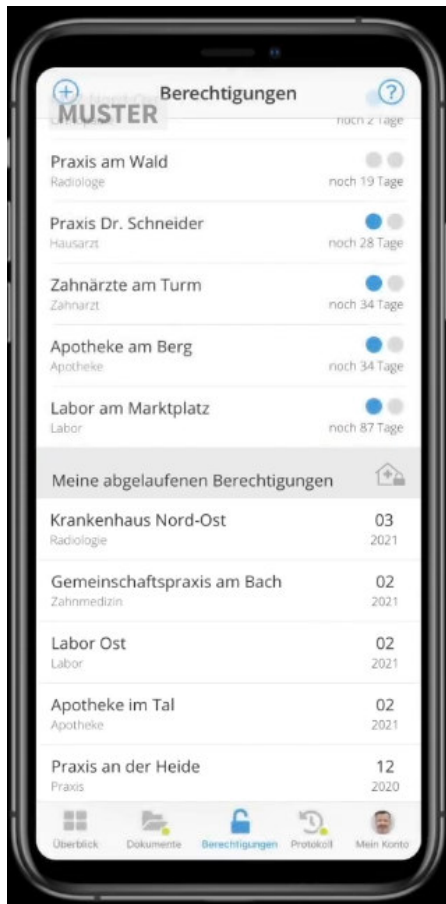 Berechtigungen
MUSTER
noch 2 Tage
Praxis am Wald
Radiologe
noch 19 Tage
Praxis Dr. Schneider
Hausarzt
noch 28 Tage
Zahnärzte am Turm
Zahnarzt
noch 34 Tage
Apotheke am Berg
Apotheke
noch 34 Tage
Labor am Marktplatz
Labor
noch 87 Tage
Meine abgelaufenen Berechtigungen
Krankenhaus Nord-Ost
03
Radiologie
2021
Gemeinschaftspraxis am Bach
02
Zahnmedizin
2021
Labor Ost
02
Labor
2021
Apotheke im Tal
02
Apotheke
2021
Praxis an der Heide
12
Praxis
2020
Überblick
Dokumente
Berechtigungen
Protokoll
Mein Konto